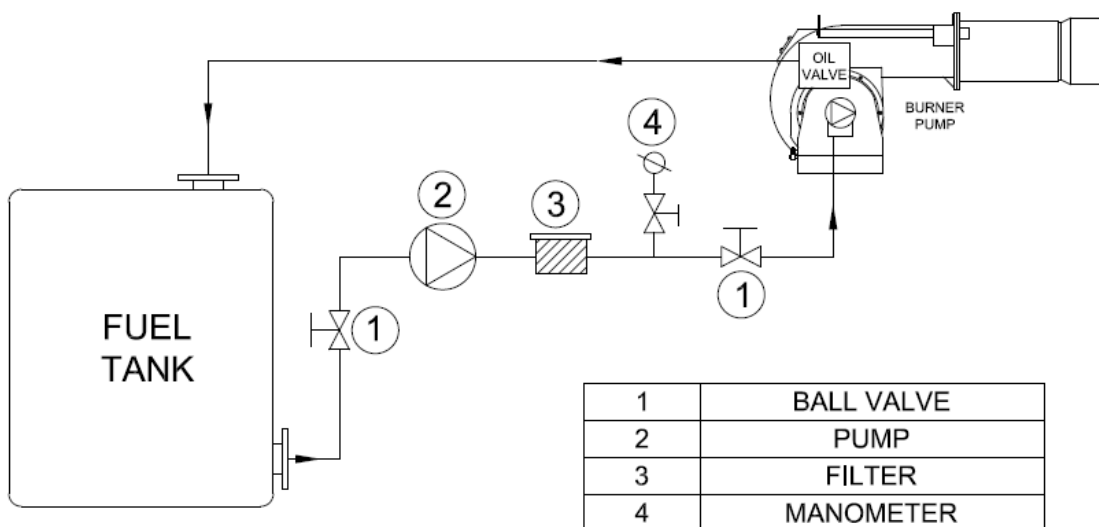 OIL
VALVE
BURNER
PUMP
4
2
3
1
1
FUEL
TANK
1 BALL VALVE
2 PUMP
3 FILTER
4 MANOMETER